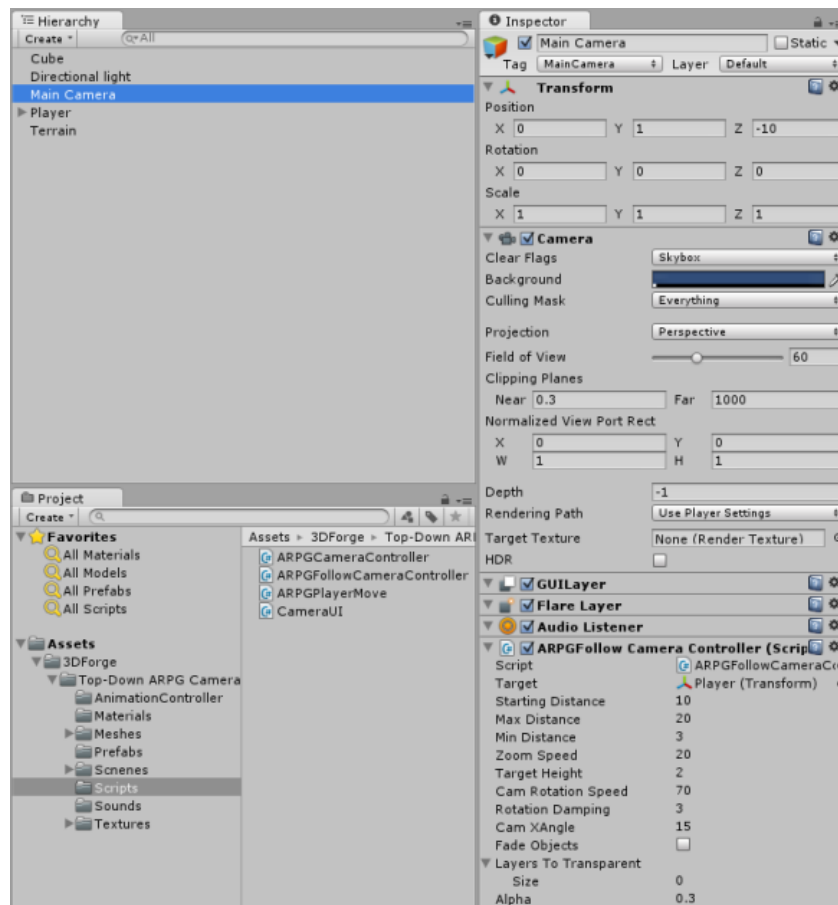 Hierarchy
Create
All
Cube
Directional light
Main Camera
Player
Terrain
Project
Create
Favorites
All Materials
All Models
All Prefabs
All Scripts
Assets
3DForge
Top-Down ARPG Camera
AnimationController
Materials
Meshes
Prefabs
Scnenes
Scripts
Sounds
Textures
Assets 3DForge Top-Down ARI
ARPGCameraController
ARPGFollowCameraController
ARPGPlayerMove
CameraUI
Inspector
Main Camera Static
Tag MainCamera Layer Default
Transform
Position
X 0 Y 1 Z -10
Rotation
X 0 Y 0 Z 0
Scale
X 1 Y 1 Z 1
Camera
Clear Flags Skybox
Background
Culling Mask Everything
Projection Perspective
Field of View 60
Clipping Planes
Near 0.3 Far 1000
Normalized View Port Rect
X 0 Y 0
W 1 H 1
Depth -1
Rendering Path Use Player Settings
Target Texture None (Render Texture)
HDR
GUILayer
Flare Layer
Audio Listener
ARPGFollow Camera Controller (Scrip
Script ARPGFollowCameraCo
Target Player (Transform)
Starting Distance 10
Max Distance 20
Min Distance 3
Zoom Speed 20
Target Height 2
Cam Rotation Speed 70
Rotation Damping 3
Cam XAngle 15
Fade Objects
Layers To Transparent
Size 0
Alpha 0.3